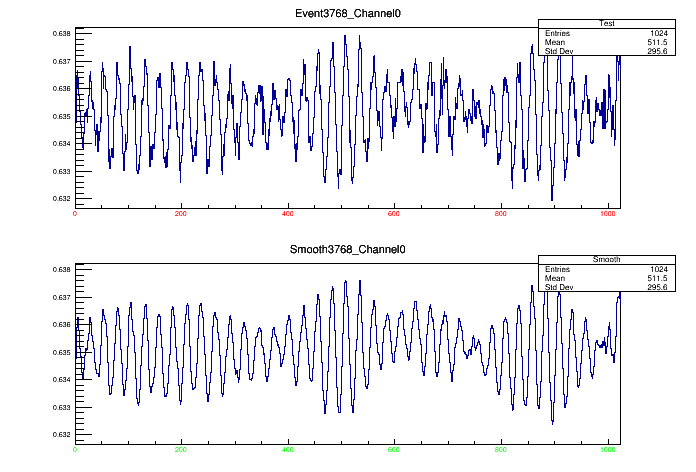 Event3768_Channel0
Test
Entries 1024
Mean 511.5
Std Dev 295.6
0.638
0.637
0.636
0.635
0.634
0.633
0.632
0 200 400 600 800 1000
Smooth3768_Channel0
Smooth
Entries 1024
Mean 511.5
Std Dev 295.6
0.638
0.637
0.636
0.635
0.634
0.633
0.632
0 200 400 600 800 1000